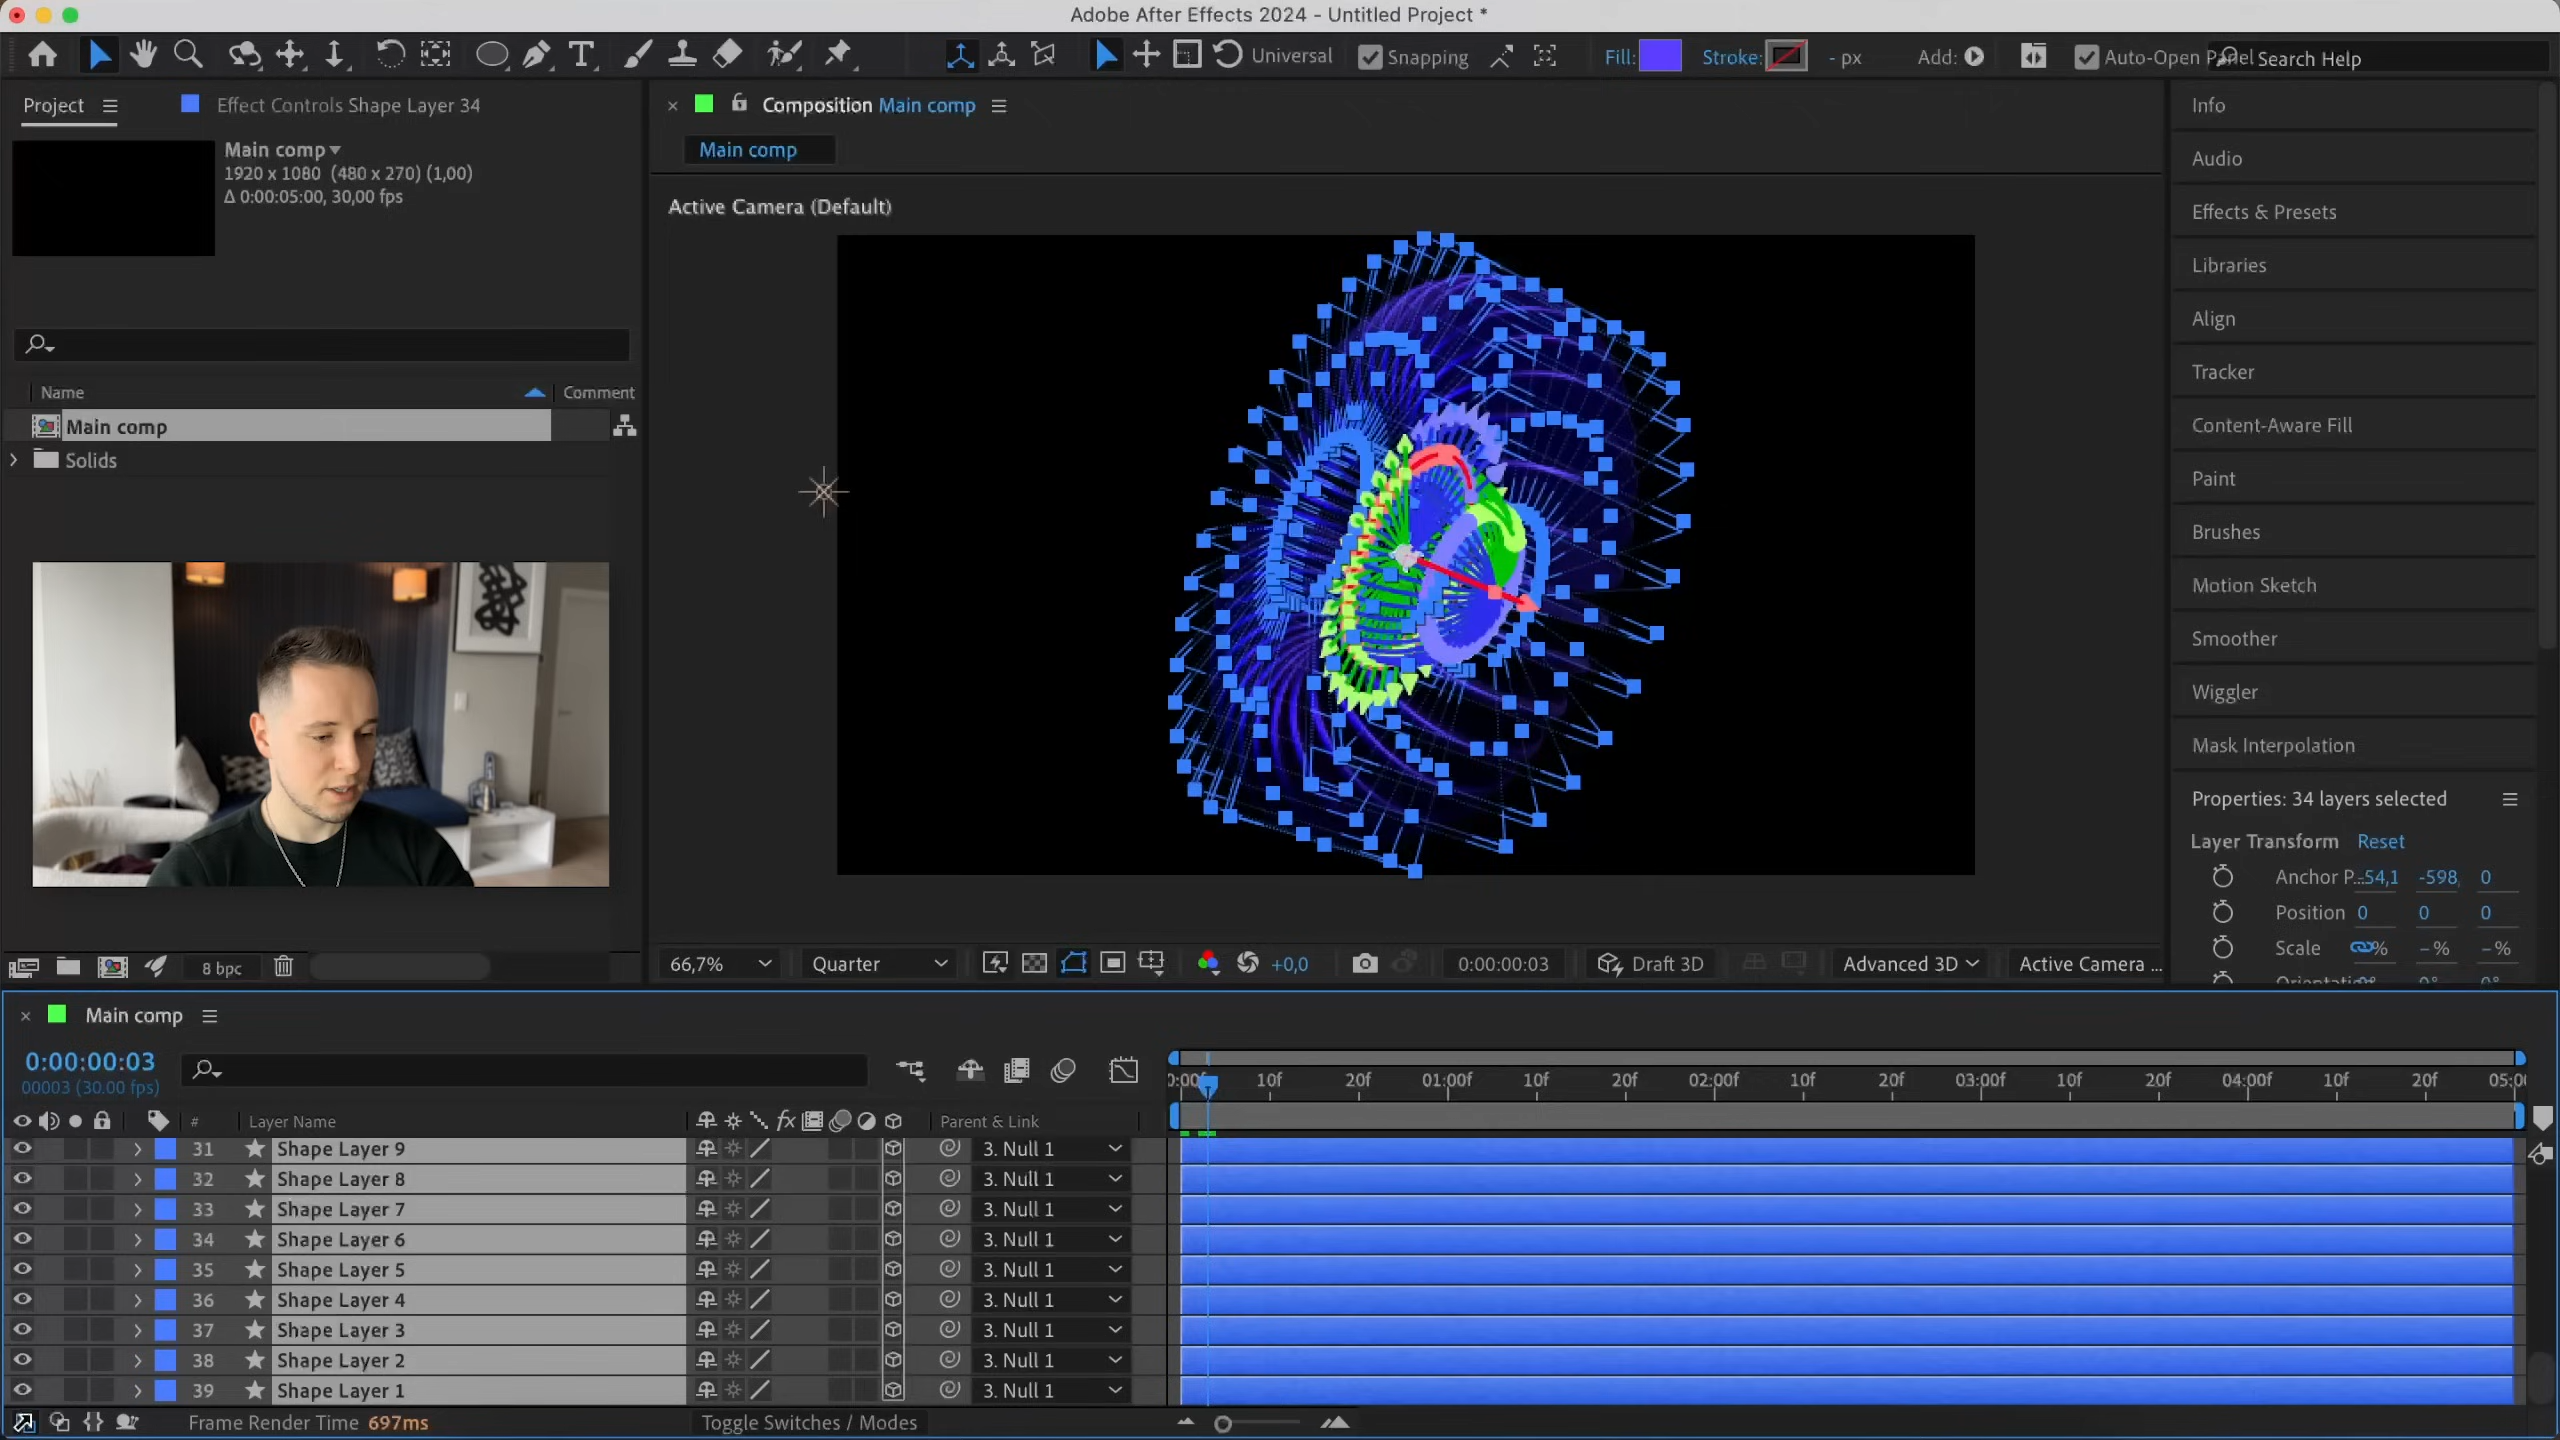 Adobe After Effects 2024 - Untitled Project *
Universal
Snapping
Fill:
Stroke:
- px
Add:
Auto-Open Panel
Search Help
Project
Effect Controls Shape Layer 34
Main comp
1920 x 1080 (480 x 270) (1,00)
Δ 0:00:05:00, 30,00 fps
Name
Comment
Main comp
Solids
8 bpc
Composition Main comp
Main comp
Active Camera (Default)
66,7%
Quarter
+0,0
0:00:00:03
Draft 3D
Advanced 3D
Active Camera ...
Info
Audio
Effects & Presets
Libraries
Align
Tracker
Content-Aware Fill
Paint
Brushes
Motion Sketch
Smoother
Wiggler
Mask Interpolation
Properties: 34 layers selected
Layer Transform Reset
Anchor P... -54,1 -598, 0
Position 0 0 0
Scale % – % – %
Main comp
0:00:00:03
00003 (30.00 fps)
0:00f 10f 20f 01:00f 10f 20f 02:00f 10f 20f 03:00f 10f 20f 04:00f 10f 20f 05:00
# Layer Name
fx
Parent & Link
31 Shape Layer 9 3. Null 1
32 Shape Layer 8 3. Null 1
33 Shape Layer 7 3. Null 1
34 Shape Layer 6 3. Null 1
35 Shape Layer 5 3. Null 1
36 Shape Layer 4 3. Null 1
37 Shape Layer 3 3. Null 1
38 Shape Layer 2 3. Null 1
39 Shape Layer 1 3. Null 1
Frame Render Time 697ms
Toggle Switches / Modes